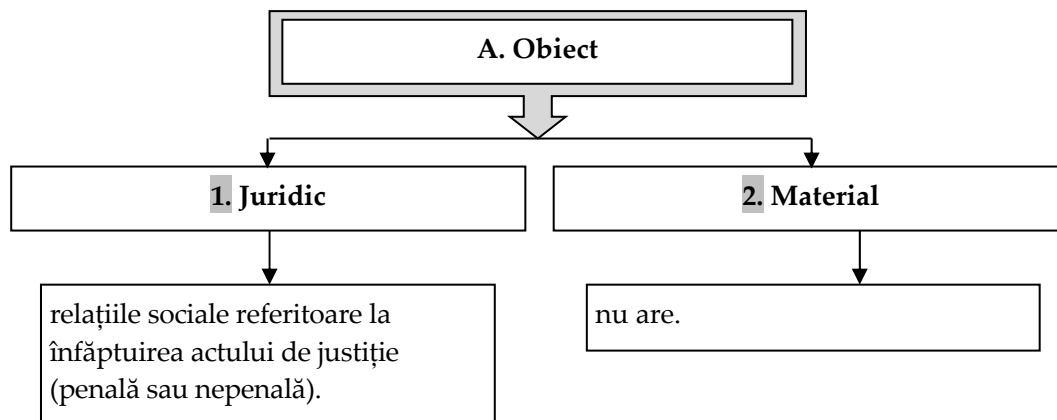 A. Obiect
1. Juridic
2. Material
relațiile sociale referitoare la
înfăptuirea actului de justiție
(penală sau nepenală).
nu are.